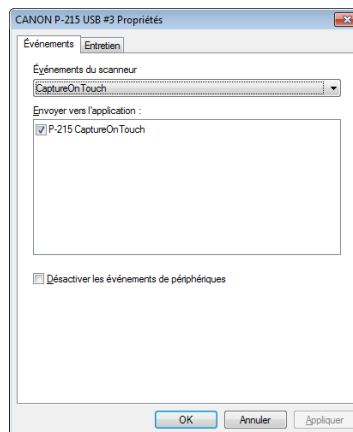 CANON P-215 USB #3 Propriétés
Événements
Entretien
Événements du scanneur
CaptureOnTouch
Envoyer vers l'application :
P-215 CaptureOnTouch
Désactiver les événements de périphériques
OK
Annuler
Appliquer